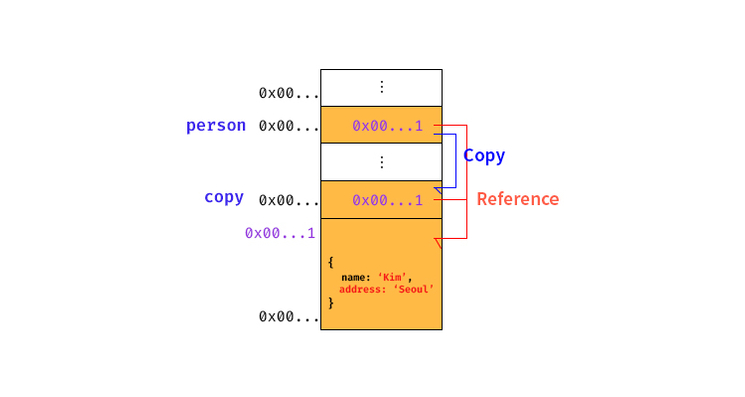 ⋮
0x00...
person 0x00... 0x00...1
Copy
⋮
copy 0x00... 0x00...1 Reference
0x00...1
{
name: ‘Kim’,
address: ‘Seoul’
}
0x00...